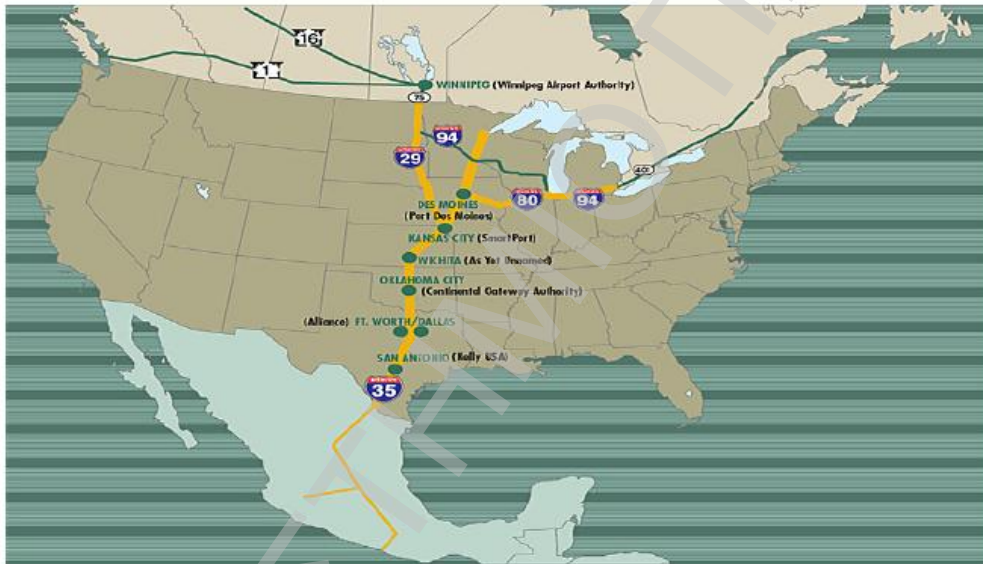 16
1
WINNIPEG (Winnipeg Airport Authority)
75
94
29
401
DES MOINES
80
94
(Port Des Moines)
KANSAS CITY (SmartPort)
WICHITA (As Yet Unnamed)
OKLAHOMA CITY
(Continental Gateway Authority)
(Alliance) FT. WORTH/DALLAS
SAN ANTONIO (Kelly USA)
35